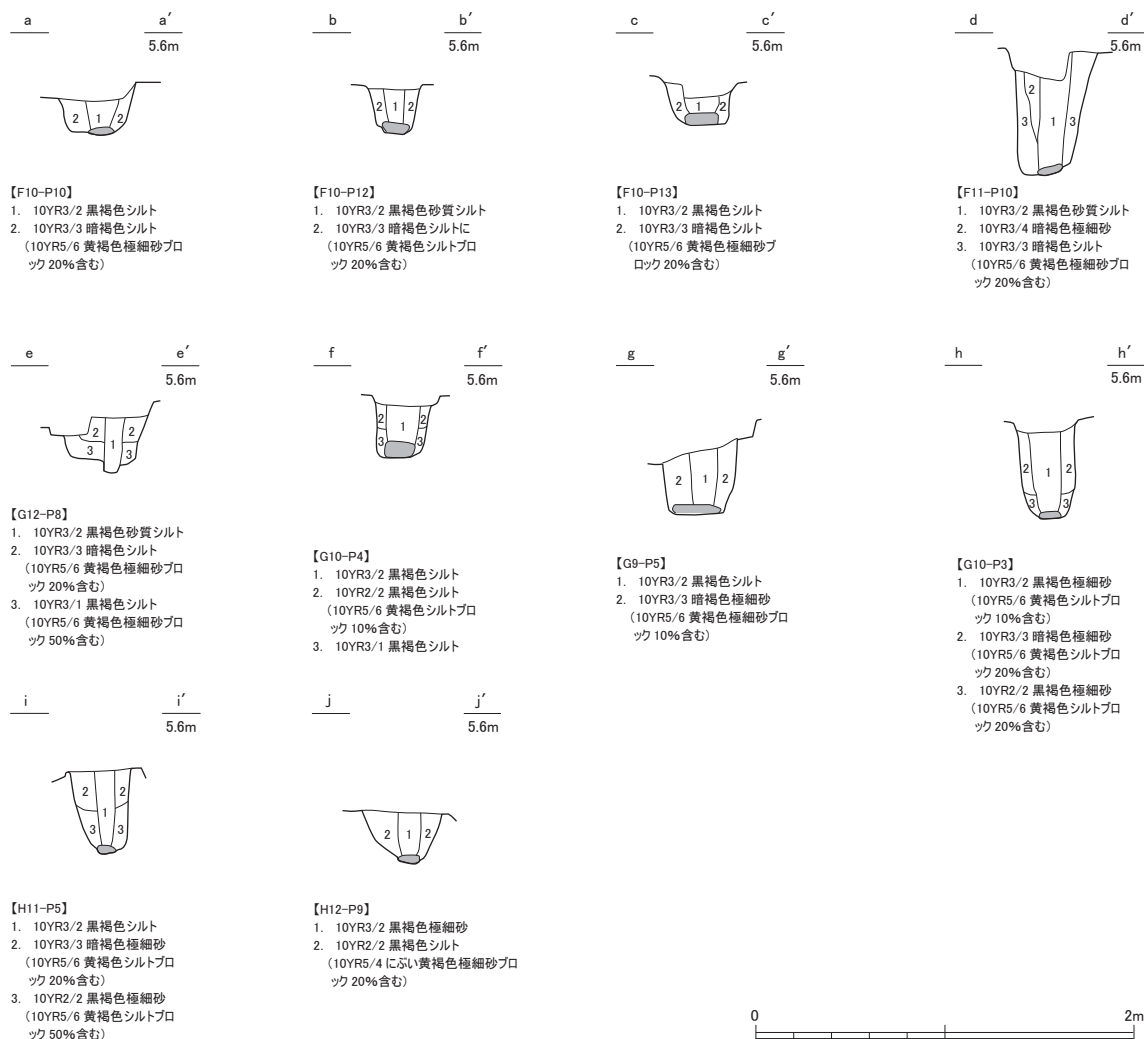 a a′
5.6m
2 1 2
【F10-P10】
1. 10YR3/2 黒褐色シルト
2. 10YR3/3 暗褐色シルト
(10YR5/6 黄褐色極細砂ブロ
ック 20%含む)
b b′
5.6m
2 1 2
【F10-P12】
1. 10YR3/2 黒褐色砂質シルト
2. 10YR3/3 暗褐色シルトに
(10YR5/6 黄褐色シルトブロ
ック 20%含む)
c c′
5.6m
2 1 2
【F10-P13】
1. 10YR3/2 黒褐色シルト
2. 10YR3/3 暗褐色シルト
(10YR5/6 黄褐色極細砂ブ
ロック 20%含む)
d d′
5.6m
2
3 1 3
【F11-P10】
1. 10YR3/2 黒褐色砂質シルト
2. 10YR3/4 暗褐色極細砂
3. 10YR3/3 暗褐色シルト
(10YR5/6 黄褐色極細砂ブロ
ック 20%含む)
e e′
5.6m
2 2
3 1 3
【G12-P8】
1. 10YR3/2 黒褐色砂質シルト
2. 10YR3/3 暗褐色シルト
(10YR5/6 黄褐色極細砂ブロ
ック 20%含む)
3. 10YR3/1 黒褐色シルト
(10YR5/6 黄褐色極細砂ブロ
ック 50%含む)
f f′
5.6m
2 1 2
3 3
【G10-P4】
1. 10YR3/2 黒褐色シルト
2. 10YR2/2 黒褐色シルト
(10YR5/6 黄褐色シルトブロ
ック 10%含む)
3. 10YR3/1 黒褐色シルト
g g′
5.6m
2 1 2
【G9-P5】
1. 10YR3/2 黒褐色シルト
2. 10YR3/3 暗褐色極細砂
(10YR5/6 黄褐色極細砂ブロ
ック 10%含む)
h h′
5.6m
2 1 2
3 3
【G10-P3】
1. 10YR3/2 黒褐色極細砂
(10YR5/6 黄褐色シルトブロ
ック 10%含む)
2. 10YR3/3 暗褐色極細砂
(10YR5/6 黄褐色シルトブロ
ック 20%含む)
3. 10YR2/2 黒褐色極細砂
(10YR5/6 黄褐色シルトブロ
ック 20%含む)
i i′
5.6m
2 2
1
3 3
【H11-P5】
1. 10YR3/2 黒褐色シルト
2. 10YR3/3 暗褐色極細砂
(10YR5/6 黄褐色シルトブロ
ック 20%含む)
3. 10YR2/2 黒褐色極細砂
(10YR5/6 黄褐色シルトブロ
ック 50%含む)
j j′
5.6m
2 1 2
【H12-P9】
1. 10YR3/2 黒褐色極細砂
2. 10YR2/2 黒褐色シルト
(10YR5/4 にぶい黄褐色極細砂ブロ
ック 20%含む)
0 2m